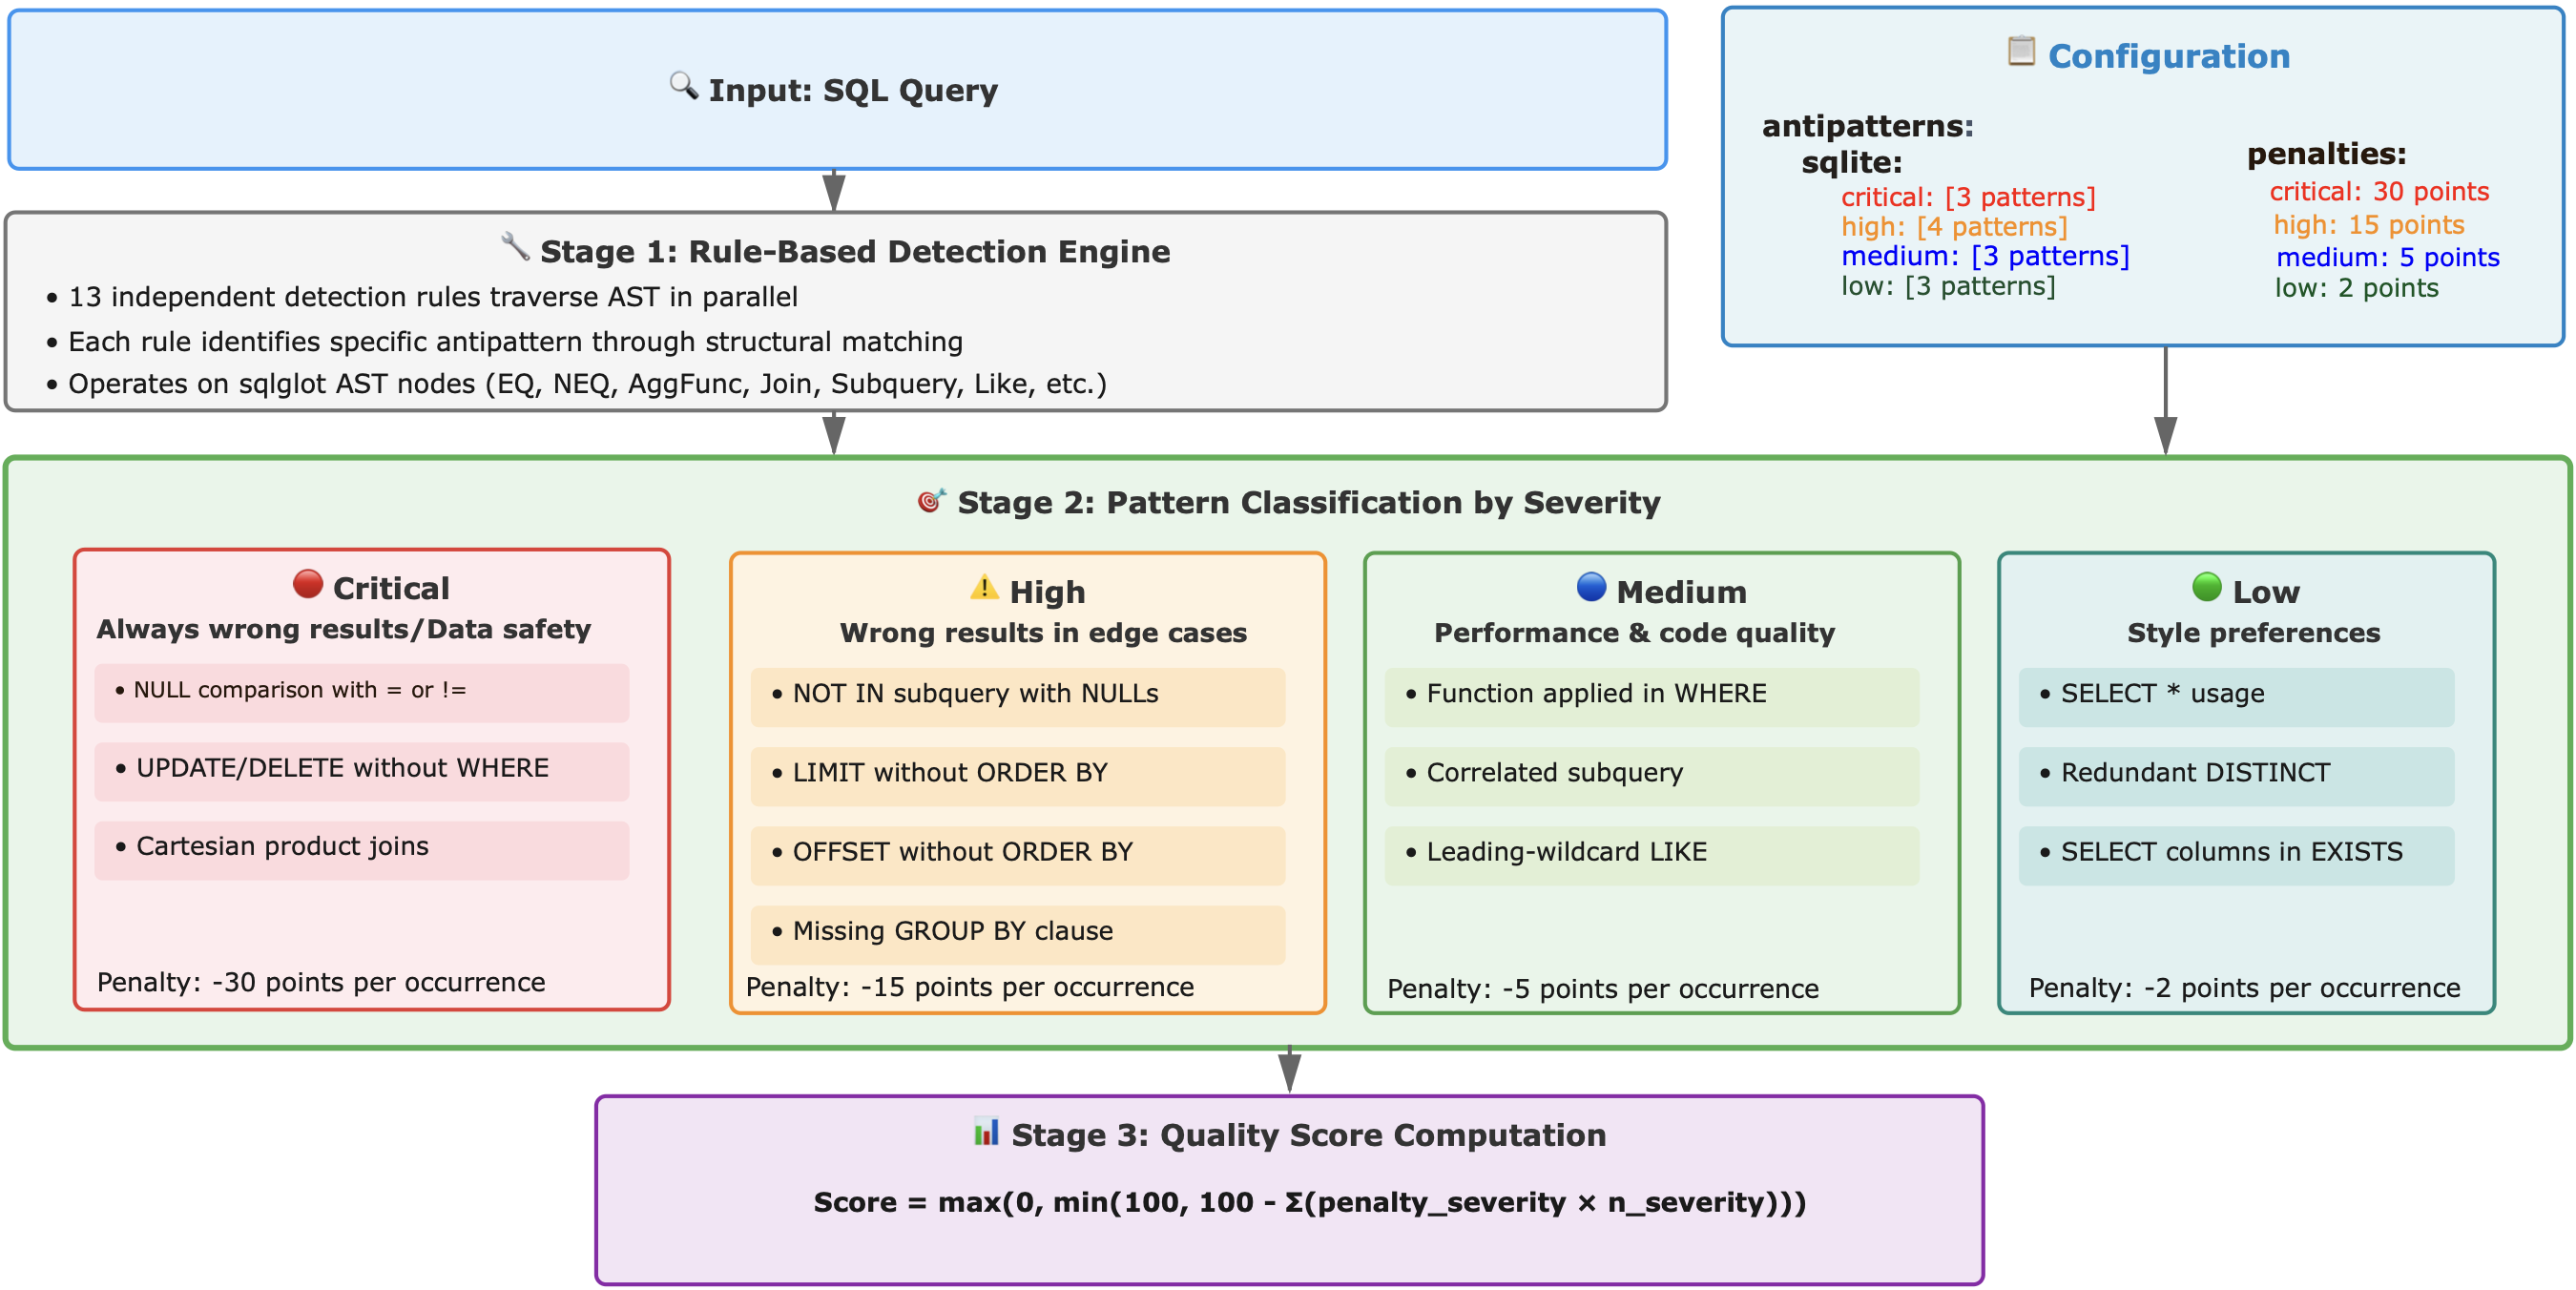 Input: SQL Query
Configuration
antipatterns:
sqlite:
critical: [3 patterns]
high: [4 patterns]
medium: [3 patterns]
low: [3 patterns]
penalties:
critical: 30 points
high: 15 points
medium: 5 points
low: 2 points
Stage 1: Rule-Based Detection Engine
• 13 independent detection rules traverse AST in parallel
• Each rule identifies specific antipattern through structural matching
• Operates on sqlglot AST nodes (EQ, NEQ, AggFunc, Join, Subquery, Like, etc.)
Stage 2: Pattern Classification by Severity
Critical
Always wrong results/Data safety
• NULL comparison with = or !=
• UPDATE/DELETE without WHERE
• Cartesian product joins
Penalty: -30 points per occurrence
High
Wrong results in edge cases
• NOT IN subquery with NULLs
• LIMIT without ORDER BY
• OFFSET without ORDER BY
• Missing GROUP BY clause
Penalty: -15 points per occurrence
Medium
Performance & code quality
• Function applied in WHERE
• Correlated subquery
• Leading-wildcard LIKE
Penalty: -5 points per occurrence
Low
Style preferences
• SELECT * usage
• Redundant DISTINCT
• SELECT columns in EXISTS
Penalty: -2 points per occurrence
Stage 3: Quality Score Computation
Score = max(0, min(100, 100 - Σ(penalty_severity × n_severity)))